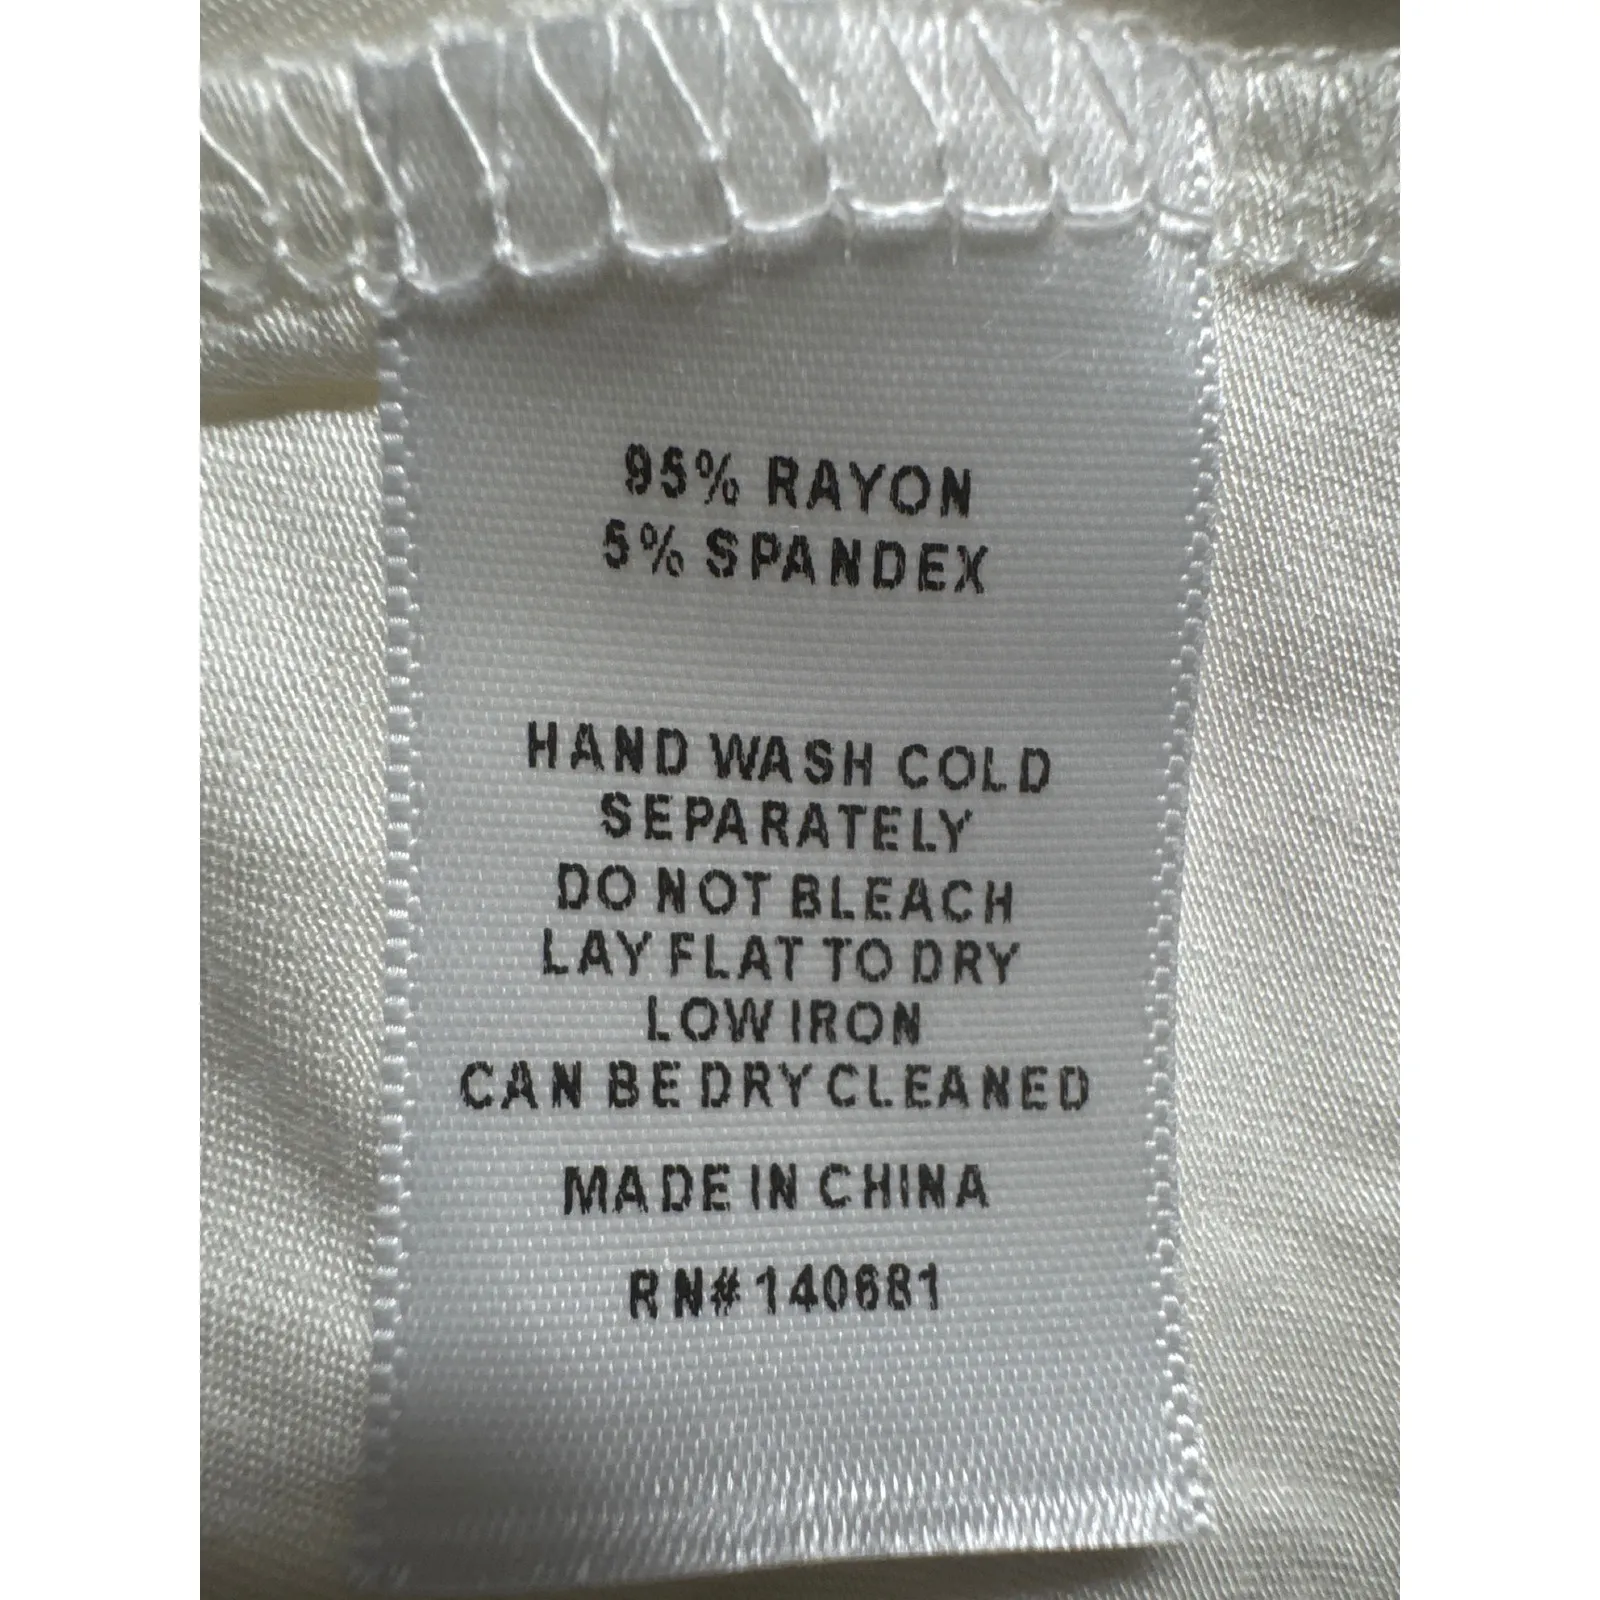 95% RAYON
5% SPANDEX
HAND WASH COLD
SEPARATELY
DO NOT BLEACH
LAY FLAT TO DRY
LOW IRON
CAN BE DRY CLEANED
MADE IN CHINA
RN# 140681